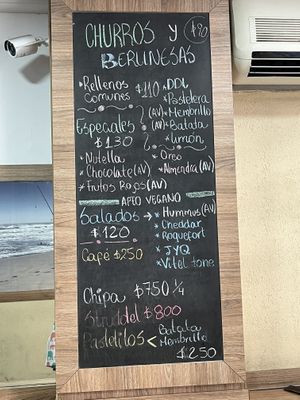 CHURROS Y $90
BERLINESAS
• Rellenos comunes $110
• DDL
• Pastelera
• Membrillo (AV)
• Batata (AV)
• Limón
Especiales (AV)
$130
• Nutella
• Chocolate (AV)
• Frutos Rojos (AV)
• Oreo
• Almendra (AV)
APTO VEGANO
Salados →
$120
• Hummus (AV)
• Cheddar
• Roquefort
• JYQ
• Vitel tone
Café $250
Chipa $750 1/4
Strudel $800
Pastelitos < Batata
Membrillo
$250